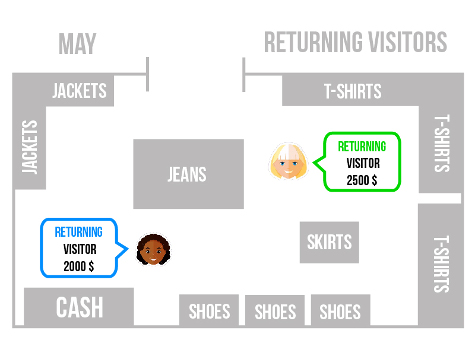 MAY
RETURNING VISITORS
JACKETS
T-SHIRTS
JACKETS
T-SHIRTS
JEANS
RETURNING
VISITOR
2500 $
RETURNING
VISITOR
2000 $
SKIRTS
T-SHIRTS
CASH
SHOES
SHOES
SHOES